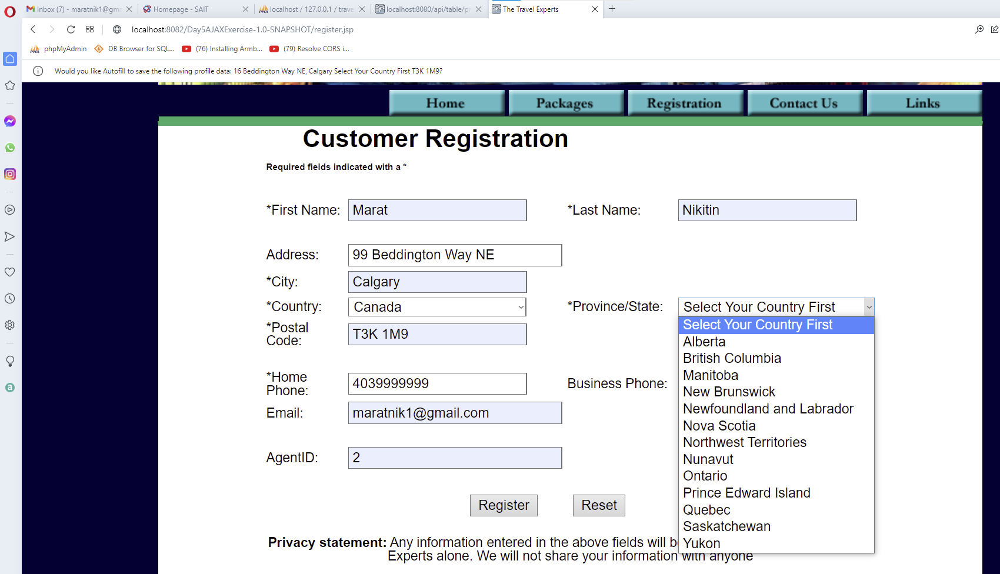 Inbox (7) - maratnik1@gm
Homepage - SAIT
localhost / 127.0.0.1 / trave
localhost:8080/api/table/p
The Travel Experts
localhost:8082/Day5AJAXExercise-1.0-SNAPSHOT/register.jsp
phpMyAdmin
DB Browser for SQL...
(76) Installing Armb...
(79) Resolve CORS i...
Would you like Autofill to save the following profile data: 16 Beddington Way NE, Calgary Select Your Country First T3K 1M9?
Home
Packages
Registration
Contact Us
Links
Customer Registration
Required fields indicated with a *
*First Name: Marat
*Last Name: Nikitin
Address: 99 Beddington Way NE
*City: Calgary
*Country: Canada
*Province/State: Select Your Country First
Select Your Country First
Alberta
British Columbia
Manitoba
New Brunswick
Newfoundland and Labrador
Nova Scotia
Northwest Territories
Nunavut
Ontario
Prince Edward Island
Quebec
Saskatchewan
Yukon
*Postal
Code: T3K 1M9
*Home
Phone: 4039999999
Business Phone:
Email: maratnik1@gmail.com
AgentID: 2
Register
Reset
Privacy statement: Any information entered in the above fields will b
Experts alone. We will not share your information with anyone